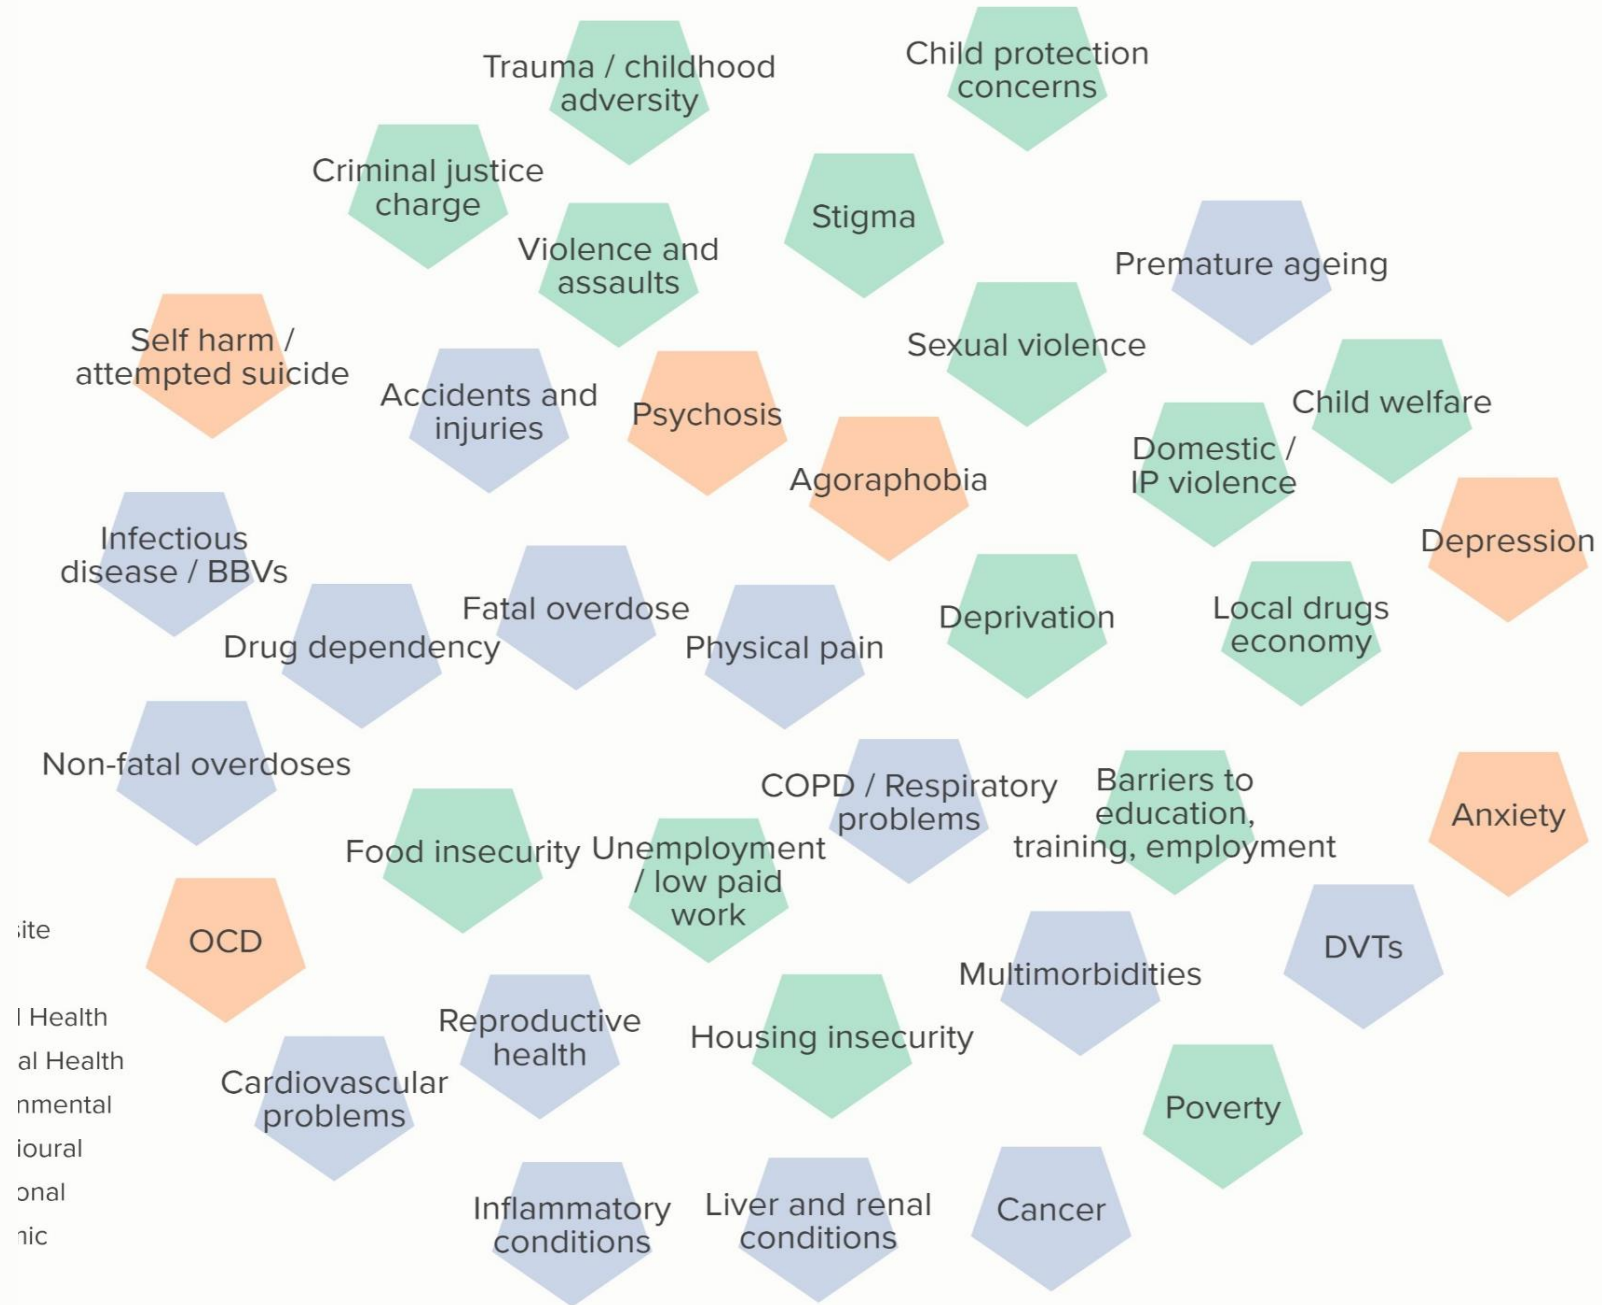 Trauma / childhood
adversity
Child protection
concerns
Criminal justice
charge
Stigma
Violence and
assaults
Premature ageing
Self harm /
attempted suicide
Sexual violence
Accidents and
injuries
Psychosis
Child welfare
Domestic /
IP violence
Agoraphobia
Infectious
disease / BBVs
Depression
Fatal overdose
Drug dependency
Physical pain
Deprivation
Local drugs
economy
Non-fatal overdoses
COPD / Respiratory
problems
Barriers to
education,
training, employment
Anxiety
Food insecurity
Unemployment
/ low paid
work
OCD
DVTs
Multimorbidities
Reproductive
health
Housing insecurity
Cardiovascular
problems
Poverty
Inflammatory
conditions
Liver and renal
conditions
Cancer
Health
Health